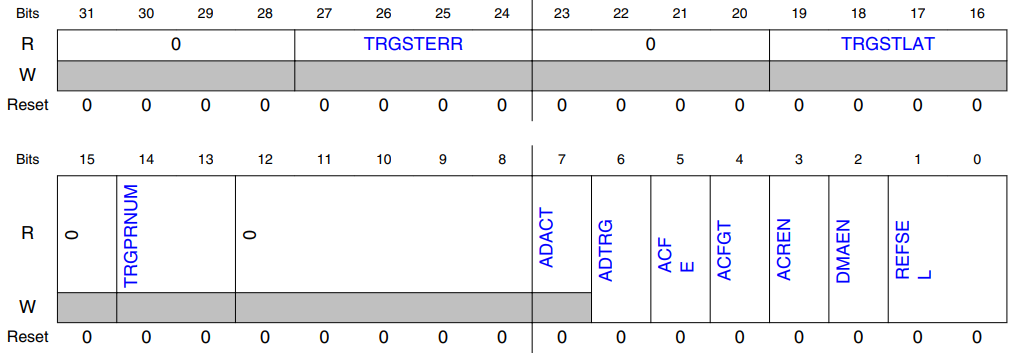 Bits 31 30 29 28 27 26 25 24 23 22 21 20 19 18 17 16
R 0 TRGSTERR 0 TRGSTLAT
W
Reset 0 0 0 0 0 0 0 0 0 0 0 0 0 0 0 0
Bits 15 14 13 12 11 10 9 8 7 6 5 4 3 2 1 0
R 0 TRGPRNUM 0 ADACT ADTRG ACF E ACFGT ACREN DMAEN REFSE L
W
Reset 0 0 0 0 0 0 0 0 0 0 0 0 0 0 0 0